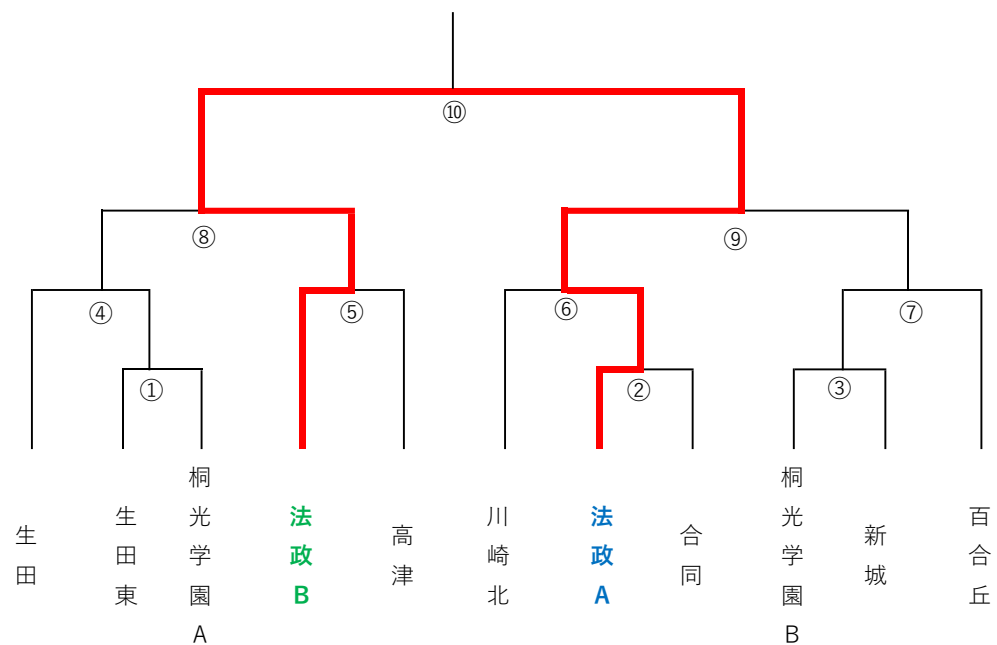 ⑩
⑧
⑨
④
⑤
⑥
⑦
①
②
③
生田
生田東
桐光学園A
法政B
高津
川崎北
法政A
合同
桐光学園B
新城
百合丘